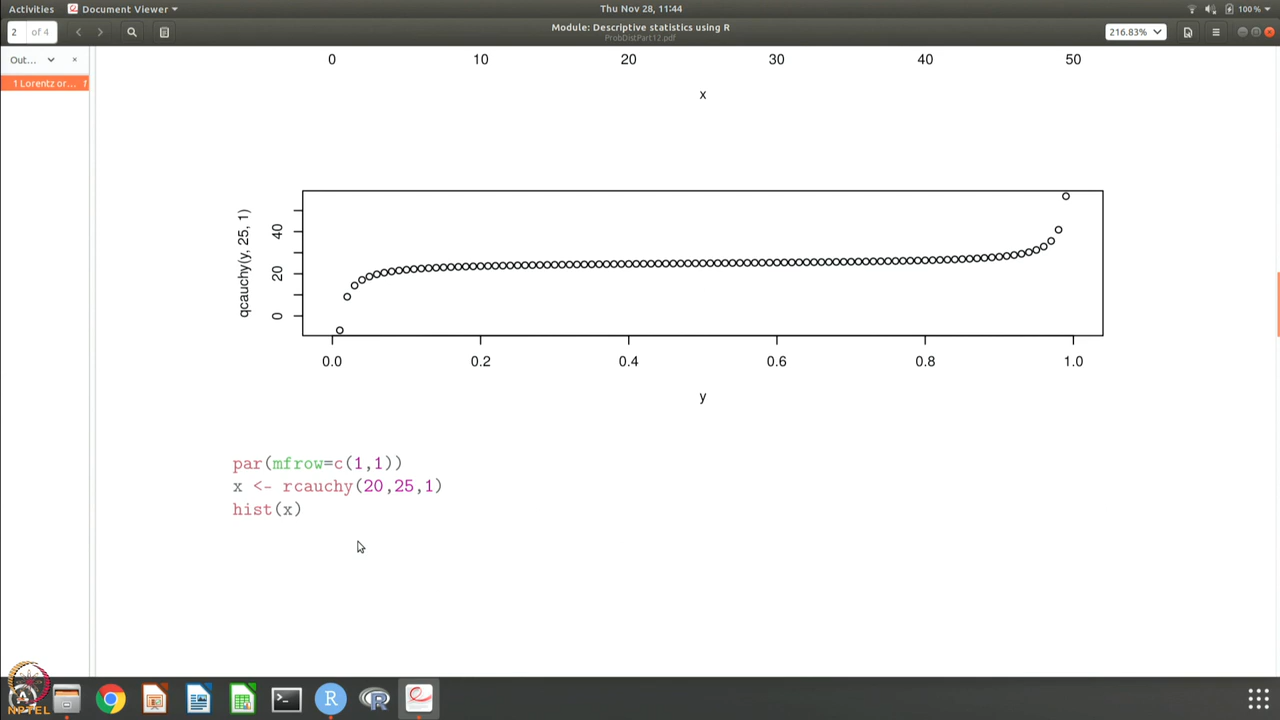 Activities
Document Viewer
Thu Nov 28, 11:44
100%
2 of 4
Module: Descriptive statistics using R
ProbDistPart12.pdf
216.83%
Out...
1 Lorentz or... 1
0 10 20 30 40 50
x
qcauchy(y, 25, 1)
40
20
0
0.0 0.2 0.4 0.6 0.8 1.0
y
par(mfrow=c(1,1))
x <- rcauchy(20,25,1)
hist(x)
NPTEL